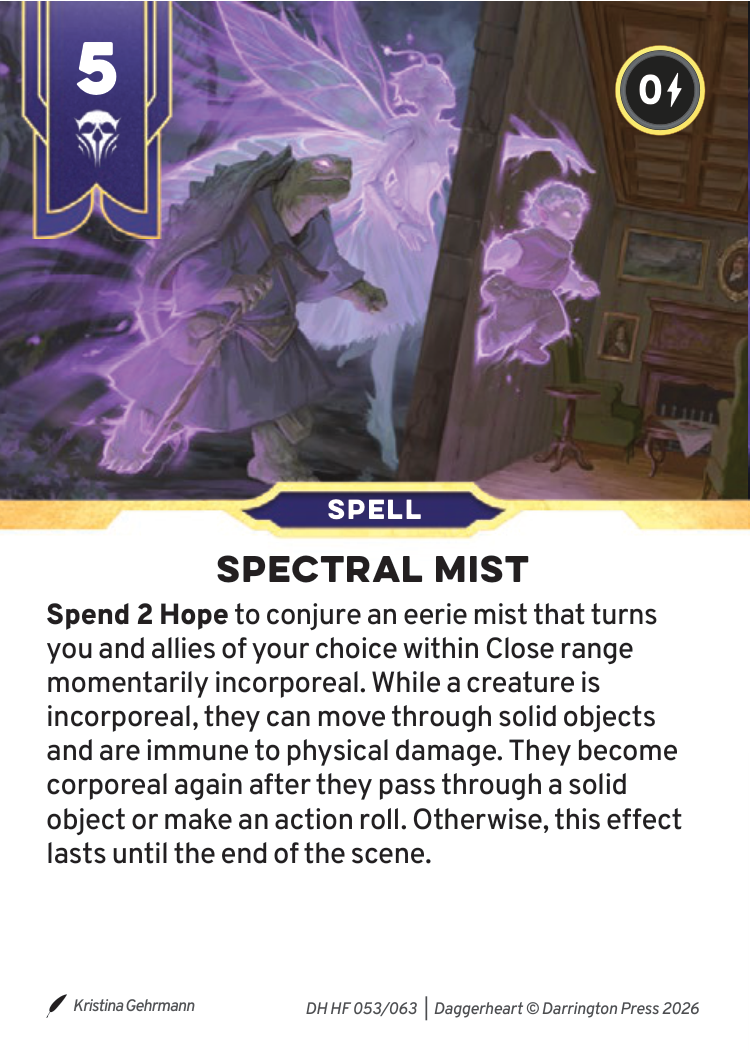 5
0
SPELL
SPECTRAL MIST
Spend 2 Hope to conjure an eerie mist that turns
you and allies of your choice within Close range
momentarily incorporeal. While a creature is
incorporeal, they can move through solid objects
and are immune to physical damage. They become
corporeal again after they pass through a solid
object or make an action roll. Otherwise, this effect
lasts until the end of the scene.
Kristina Gehrmann
DH HF 053/063 | Daggerheart © Darrington Press 2026